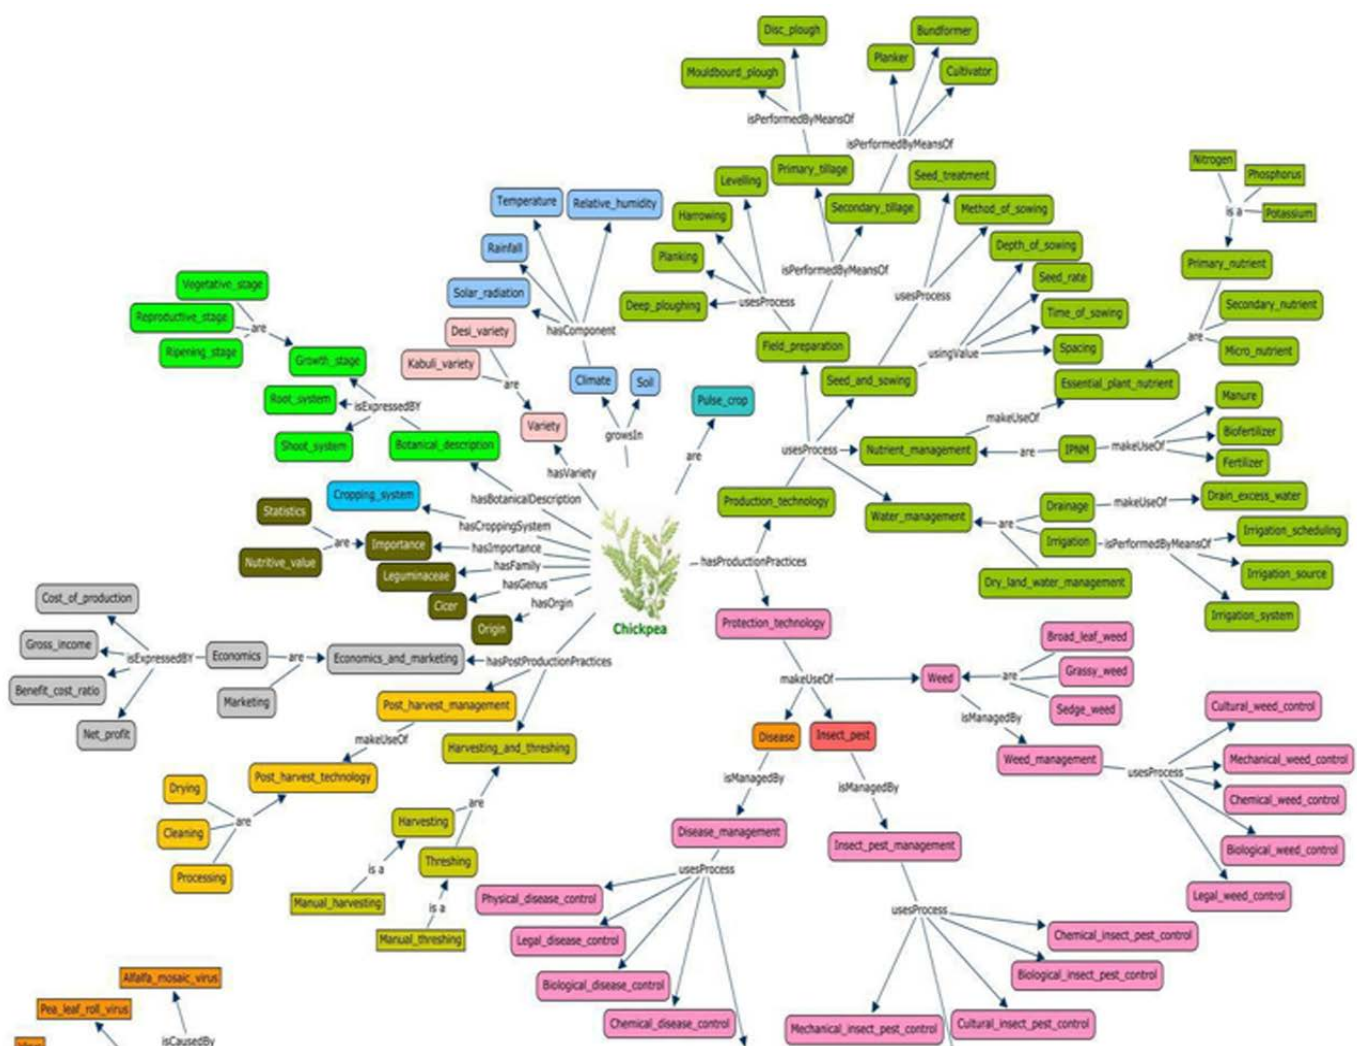 Disc_plough
Bundformer
Planker
Mouldbourd_plough
Cultivator
isPerformedByMeansOf
isPerformedByMeansOf
Nitrogen
Phosphorus
Primary_tillage
Seed_treatment
Levelling
Temperature
Relative_humidity
Secondary_tillage
Method_of_sowing
is a
Potassium
Harrowing
Rainfall
Depth_of_sowing
Planking
isPerformedByMeansOf
Primary_nutrient
Seed_rate
Vegetative_stage
Solar_radiation
Deep_ploughing
usesProcess
usesProcess
Secondary_nutrient
Reproductive_stage
are
Desi_variety
hasComponent
Time_of_sowing
are
Ripening_stage
Growth_stage
Kabuli_variety
Field_preparation
usingValue
Spacing
Micro_nutrient
are
Climate
Soil
Seed_and_sowing
Essential_plant_nutrient
Root_system
isExpressedBY
Pulse_crop
Manure
makeUseOf
Shoot_system
Botanical_description
Variety
growsIn
Biofertilizer
usesProcess
Nutrient_management
are
IPNM
makeUseOf
are
Fertilizer
hasVariety
Cropping_system
hasBotanicalDescription
Production_technology
Drainage
makeUseOf
Drain_excess_water
Statistics
Water_management
are
hasCroppingSystem
Irrigation_scheduling
are
Importance
hasImportance
Irrigation
isPerformedByMeansOf
Nutritive_value
hasFamily
hasProductionPractices
Leguminaceae
hasGenus
Irrigation_source
Dry_land_water_management
Cost_of_production
Cicer
hasOrgin
Irrigation_system
Origin
Chickpea
Protection_technology
Broad_leaf_weed
Gross_income
isExpressedBY
Economics
are
Economics_and_marketing
hasPostProductionPractices
Grassy_weed
makeUseOf
Weed
are
Benefit_cost_ratio
Marketing
Post_harvest_management
Sedge_weed
Cultural_weed_control
isManagedBy
Net_profit
makeUseOf
Harvesting_and_threshing
Disease
Insect_pest
Weed_management
Mechanical_weed_control
usesProcess
Post_harvest_technology
isManagedBy
isManagedBy
Drying
Chemical_weed_control
are
are
Harvesting
Cleaning
Disease_management
Insect_pest_management
Biological_weed_control
Threshing
is a
usesProcess
Processing
Physical_disease_control
Legal_weed_control
Manual_harvesting
is a
usesProcess
Manual_threshing
Legal_disease_control
Chemical_insect_pest_control
Alfalfa_mosaic_virus
Biological_disease_control
Biological_insect_pest_control
Pea_leaf_roll_virus
Chemical_disease_control
Mechanical_insect_pest_control
Cultural_insect_pest_control
isCausedBy